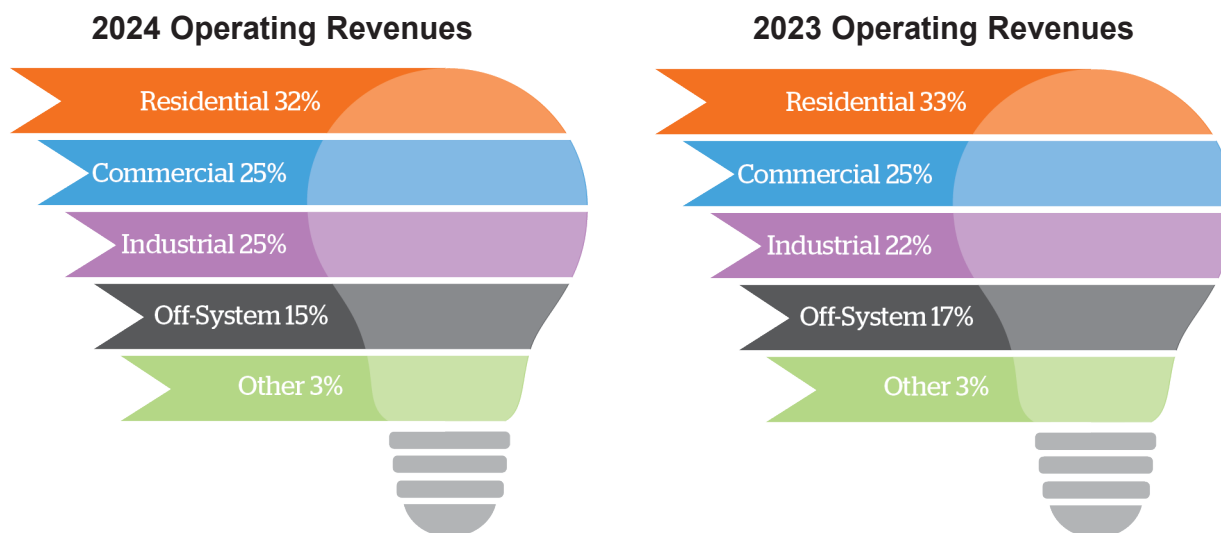 2024 Operating Revenues
Residential 32%
Commercial 25%
Industrial 25%
Off-System 15%
Other 3%
2023 Operating Revenues
Residential 33%
Commercial 25%
Industrial 22%
Off-System 17%
Other 3%